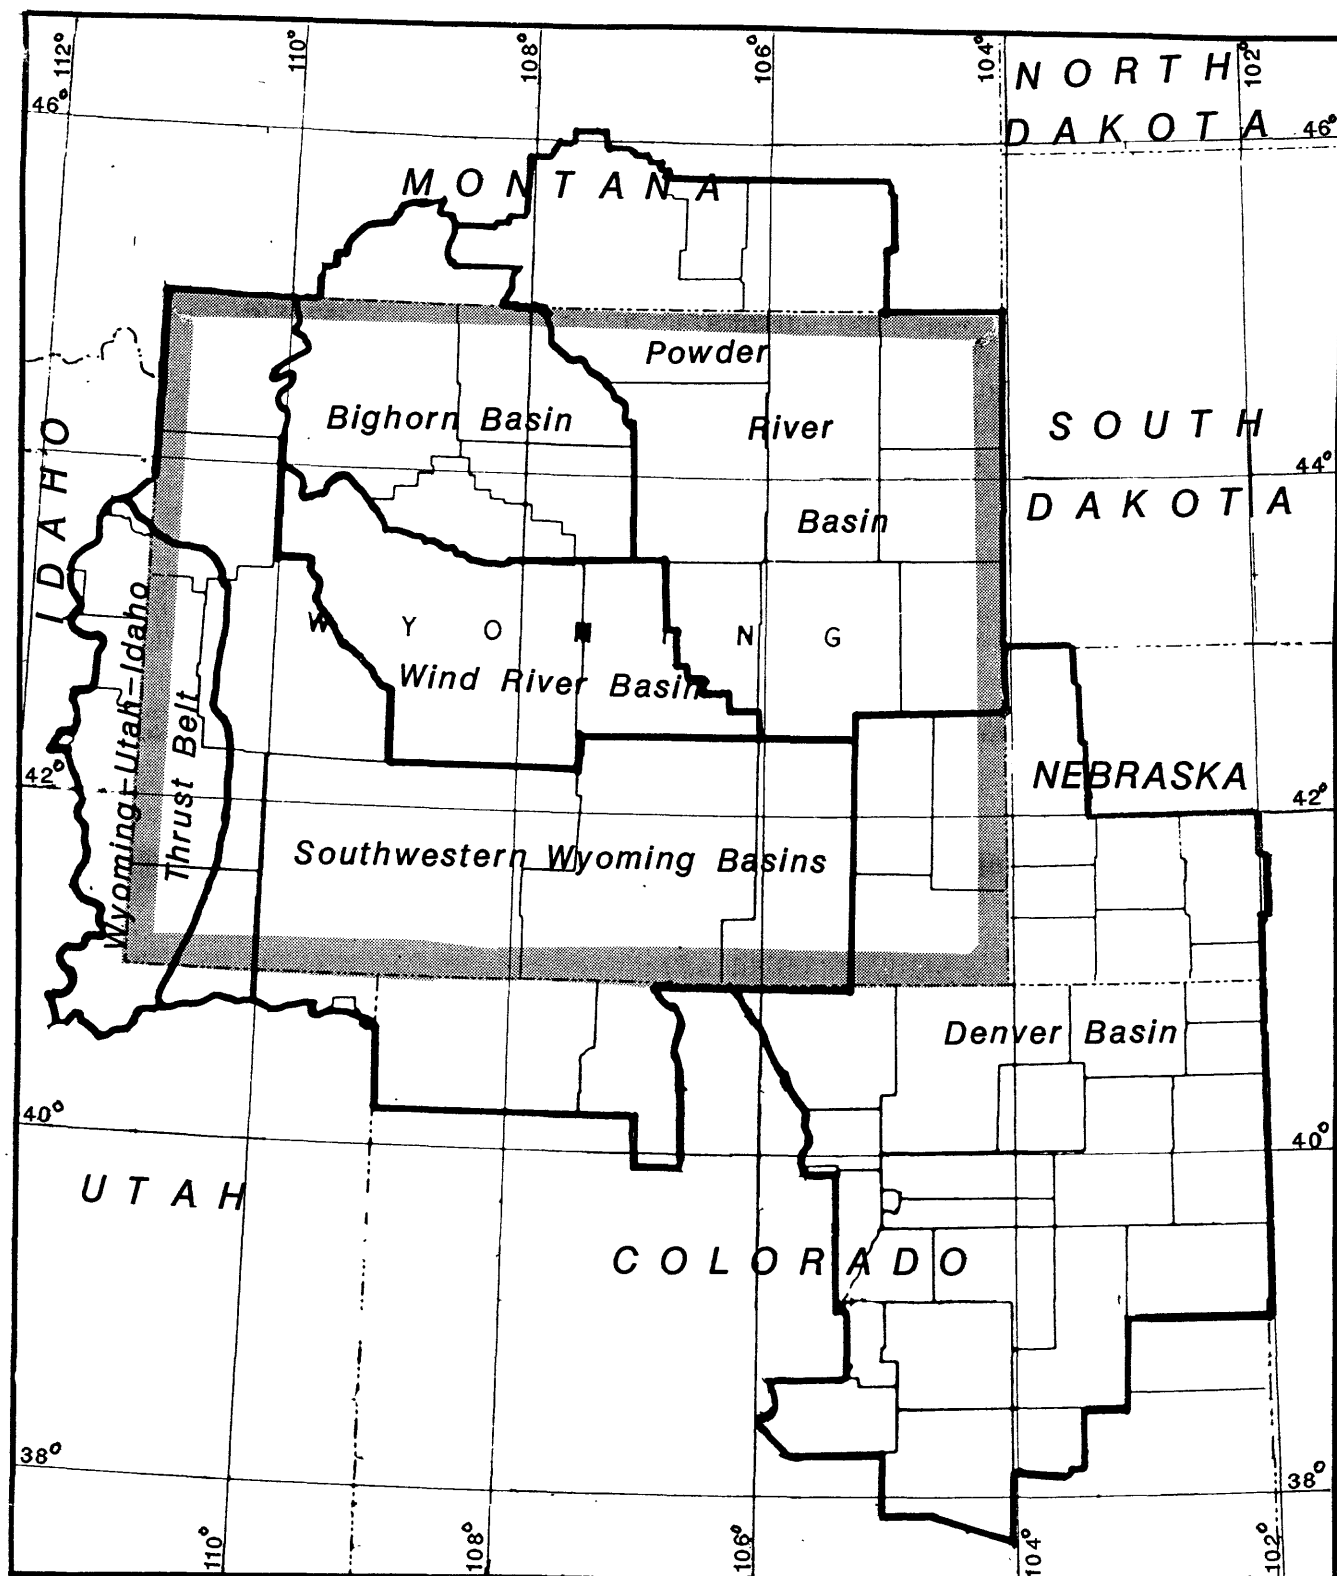 112° 110° 108° 106° 104° 102°
NORTH
DAKOTA
46° 46°
MONTANA
Powder
Bighorn Basin River
SOUTH
IDAHO
44°
DAKOTA
Basin
WYOMING
Wind River Basin
Wyoming-Utah-Idaho
Thrust Belt
42° NEBRASKA 42°
Southwestern Wyoming Basins
Denver Basin
40° 40°
UTAH
COLORADO
38° 38°
110° 108° 106° 104° 102°